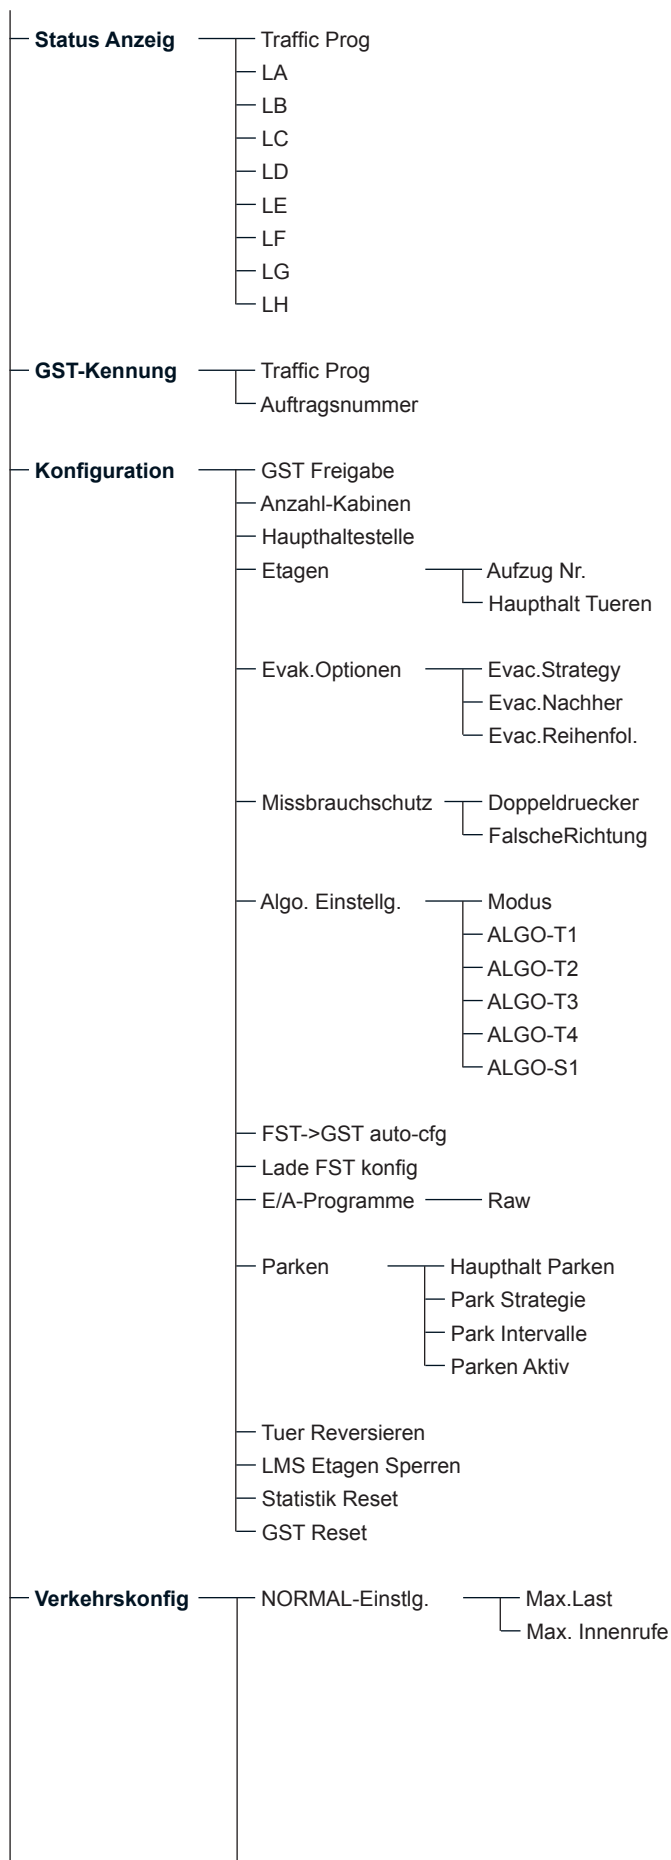 Status Anzeig Traffic Prog
LA
LB
LC
LD
LE
LF
LG
LH
GST-Kennung Traffic Prog
Auftragsnummer
Konfiguration GST Freigabe
Anzahl-Kabinen
Haupthaltestelle
Etagen Aufzug Nr.
Haupthalt Tueren
Evak.Optionen Evac.Strategy
Evac.Nachher
Evac.Reihenfol.
Missbrauchschutz Doppeldruecker
FalscheRichtung
Algo. Einstellg. Modus
ALGO-T1
ALGO-T2
ALGO-T3
ALGO-T4
ALGO-S1
FST->GST auto-cfg
Lade FST konfig
E/A-Programme Raw
Parken Haupthalt Parken
Park Strategie
Park Intervalle
Parken Aktiv
Tuer Reversieren
LMS Etagen Sperren
Statistik Reset
GST Reset
Verkehrskonfig NORMAL-Einstlg. Max.Last
Max. Innenrufe